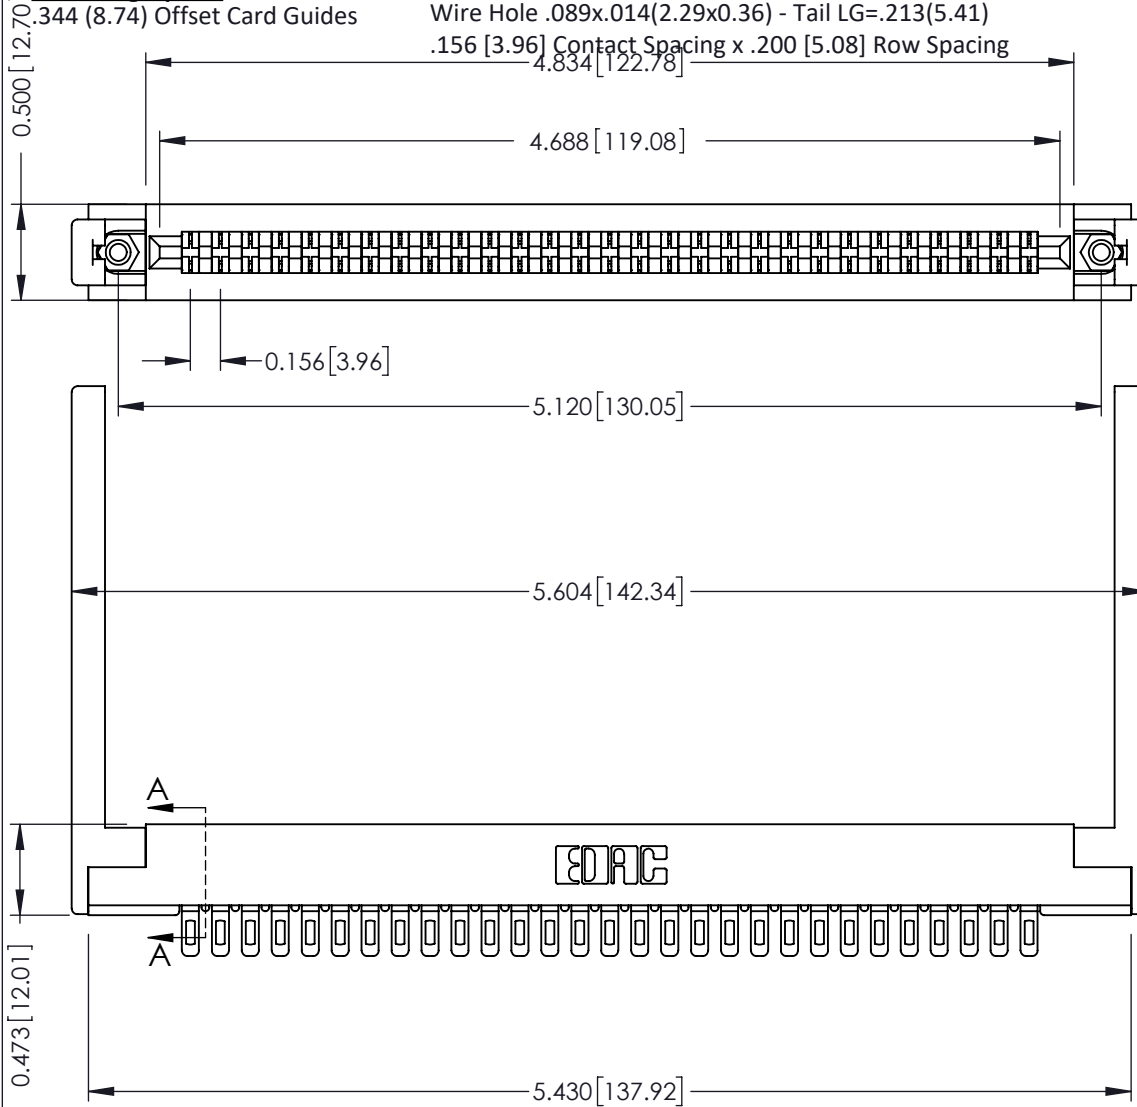 .344 (8.74) Offset Card Guides
Wire Hole .089x.014(2.29x0.36) - Tail LG=.213(5.41)
.156 [3.96] Contact Spacing x .200 [5.08] Row Spacing
0.500 [12.70]
4.834[122.78]
4.688 [119.08]
0.156[3.96]
5.120[130.05]
5.604[142.34]
A
EDAC
A
0.473 [12.01]
5.430[137.92]